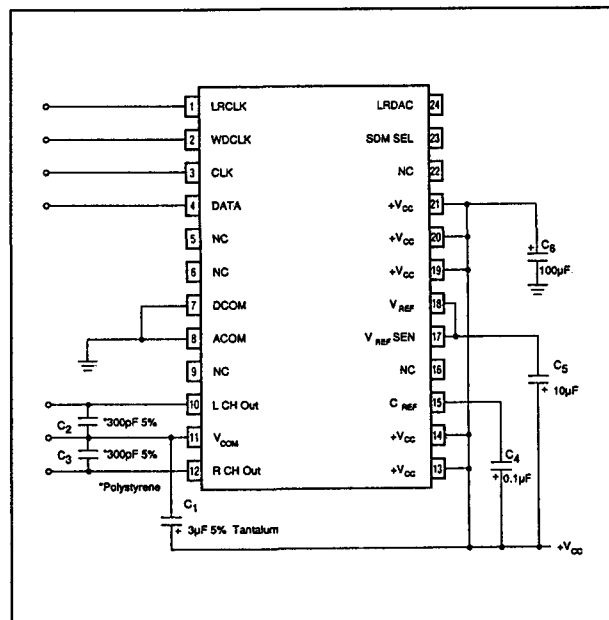 1 LRCLK LRDAC 24
2 WDCLK SDM SEL 23
3 CLK NC 22
4 DATA +VCC 21
5 NC +VCC 20
6 NC +VCC 19
7 DCOM VREF 18
8 ACOM VREF SEN 17
9 NC NC 16
10 L CH Out CREF 15
11 VCOM +VCC 14
12 R CH Out +VCC 13
+ C6
100µF
C5
+ 10µF
C4
+ 0.1µF
C2 *300pF 5%
C3 *300pF 5%
*Polystyrene
C1
+ 3µF 5% Tantalum
+VCC